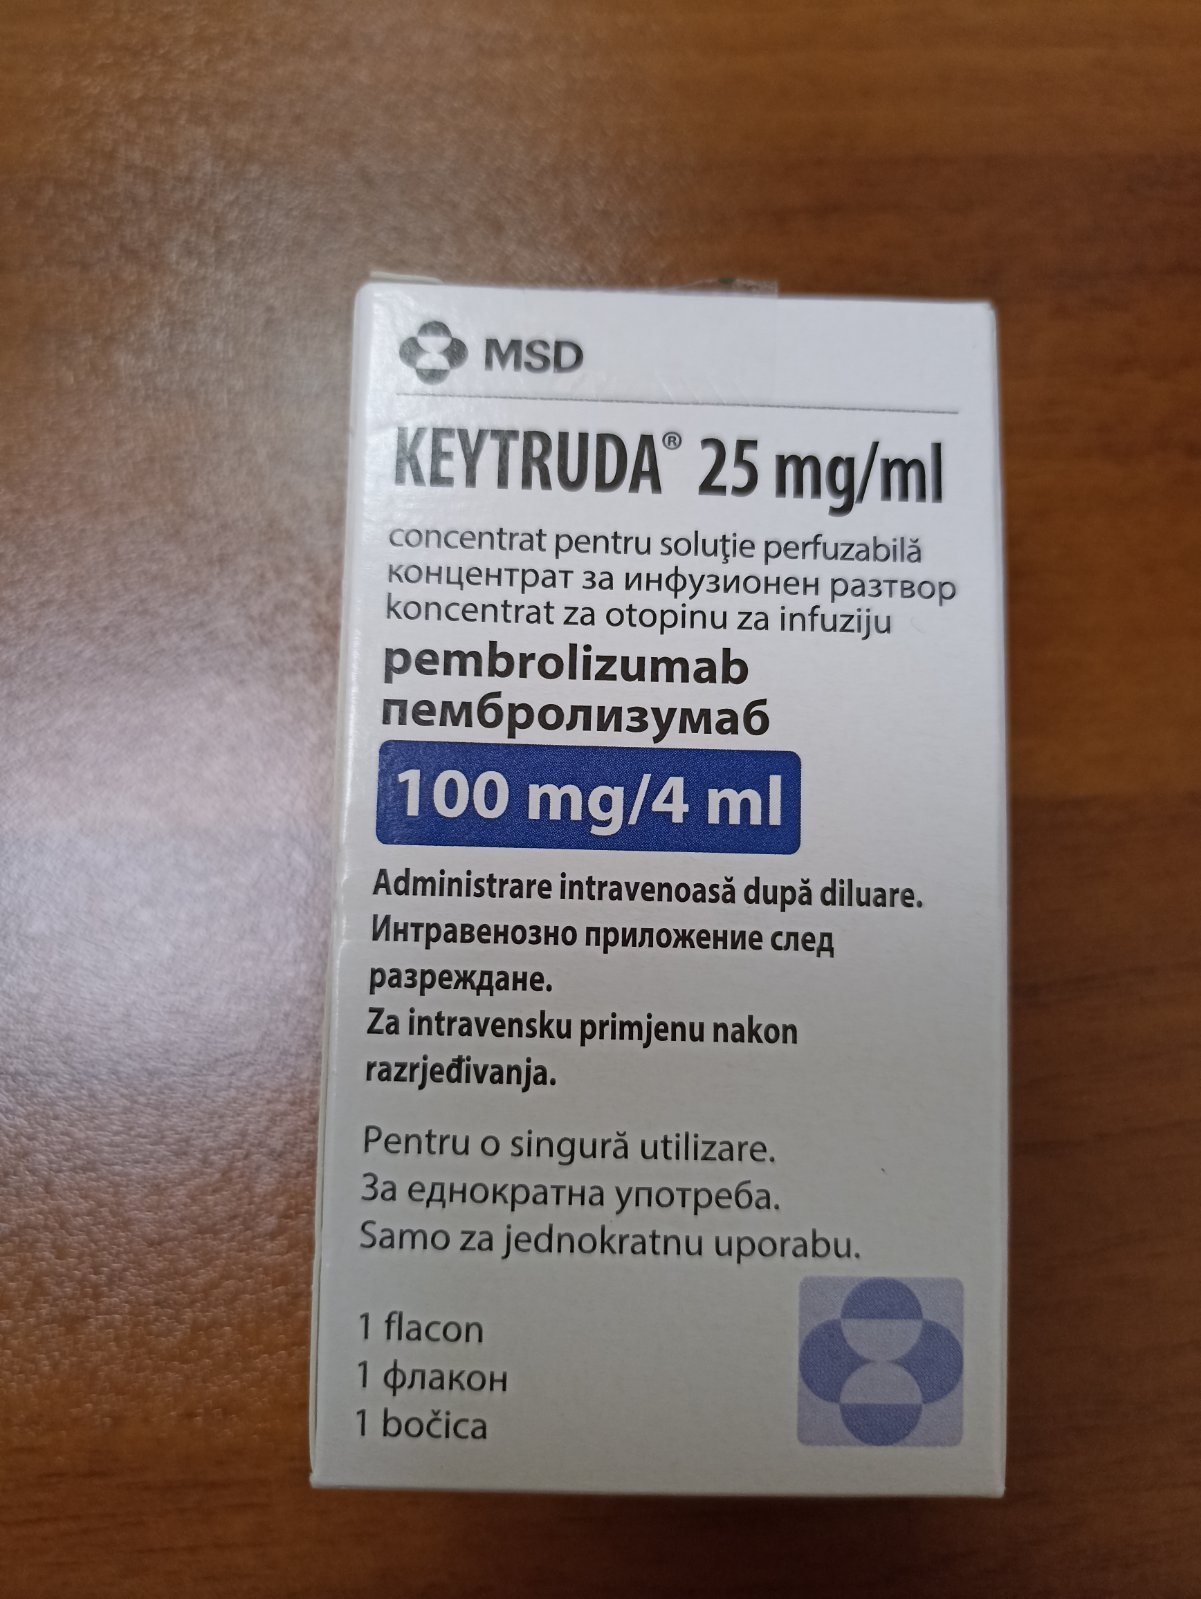 MSD
KEYTRUDA® 25 mg/ml
concentrat pentru soluţie perfuzabilă
концентрат за инфузионен разтвор
koncentrat za otopinu za infuziju
pembrolizumab
пембролизумаб
100 mg/4 ml
Administrare intravenoasă după diluare.
Интравенозно приложение след
разреждане.
Za intravensku primjenu nakon
razrjeđivanja.
Pentru o singură utilizare.
За еднократна употреба.
Samo za jednokratnu uporabu.
1 flacon
1 флакон
1 bočica